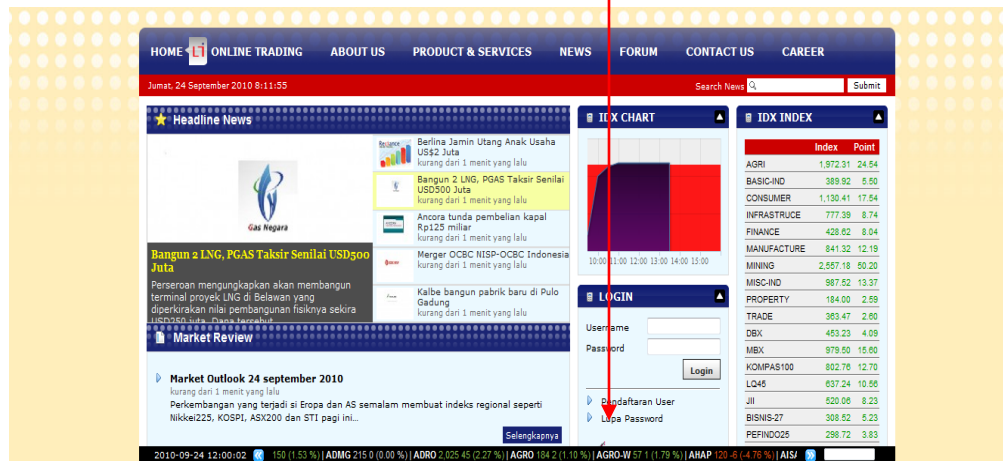 HOME LI ONLINE TRADING ABOUT US PRODUCT & SERVICES NEWS FORUM CONTACT US CAREER
Jumat, 24 September 2010 8:11:55
Search News Submit
Headline News
Gas Negara
Bangun 2 LNG, PGAS Taksir Senilai USD500
Juta
Perseroan mengungkapkan akan membangun
terminal proyek LNG di Belawan yang
diperkirakan nilai pembangunan fisiknya sekira
USD250 juta. Dana tersebut
Berlina Jamin Utang Anak Usaha
US$2 Juta
kurang dari 1 menit yang lalu
Bangun 2 LNG, PGAS Taksir Senilai
USD500 Juta
kurang dari 1 menit yang lalu
Ancora tunda pembelian kapal
Rp125 miliar
kurang dari 1 menit yang lalu
Merger OCBC NISP-OCBC Indonesia
kurang dari 1 menit yang lalu
Kalbe bangun pabrik baru di Pulo
Gadung
kurang dari 1 menit yang lalu
Market Review
Market Outlook 24 september 2010
kurang dari 1 menit yang lalu
Perkembangan yang terjadi si Eropa dan AS semalam membuat indeks regional seperti
Nikkei225, KOSPI, ASX200 dan STI pagi ini...
Selengkapnya
IDX CHART
10:00 11:00 12:00 13:00 14:00 15:00
LOGIN
Username
Password
Login
Pendaftaran User
Lupa Password
IDX INDEX
Index Point
AGRI 1,972.31 24.54
BASIC-IND 389.92 5.50
CONSUMER 1,130.41 17.54
INFRASTRUCE 777.39 8.74
FINANCE 428.62 8.04
MANUFACTURE 841.32 12.19
MINING 2,557.18 50.20
MISC-IND 987.52 13.37
PROPERTY 184.00 2.59
TRADE 363.47 2.60
DBX 453.23 4.09
MBX 979.50 15.60
KOMPAS100 802.76 12.70
LQ45 637.24 10.56
JII 520.06 8.23
BISNIS-27 308.52 5.23
PEFINDO25 298.72 3.83
2010-09-24 12:00:02 150 (1.53 %) | ADMG 215 0 (0.00 %) | ADRO 2,025 45 (2.27 %) | AGRO 184 2 (1.10 %) | AGRO-W 57 1 (1.79 %) | AHAP 120 -6 (-4.76 %) | AIS